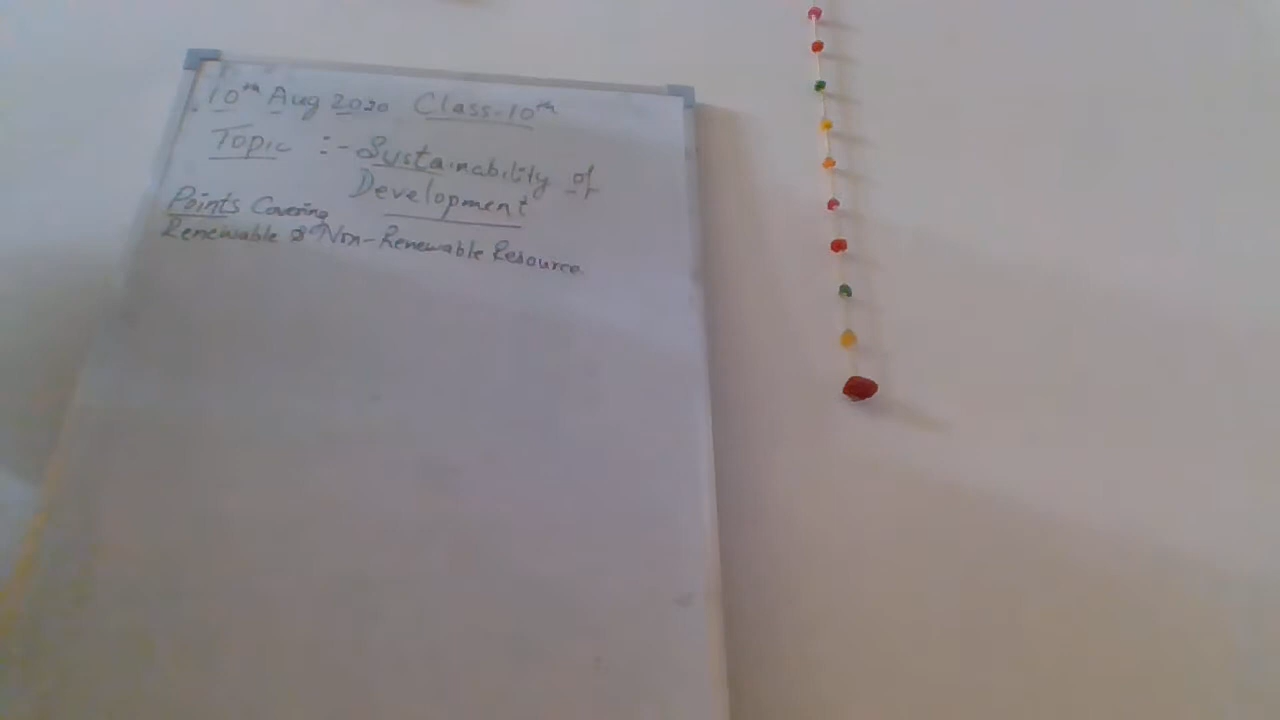 10th Aug 2020 Class-10th
Topic :- Sustainability of
Development
Points Covering
Renewable & Non-Renewable Resource